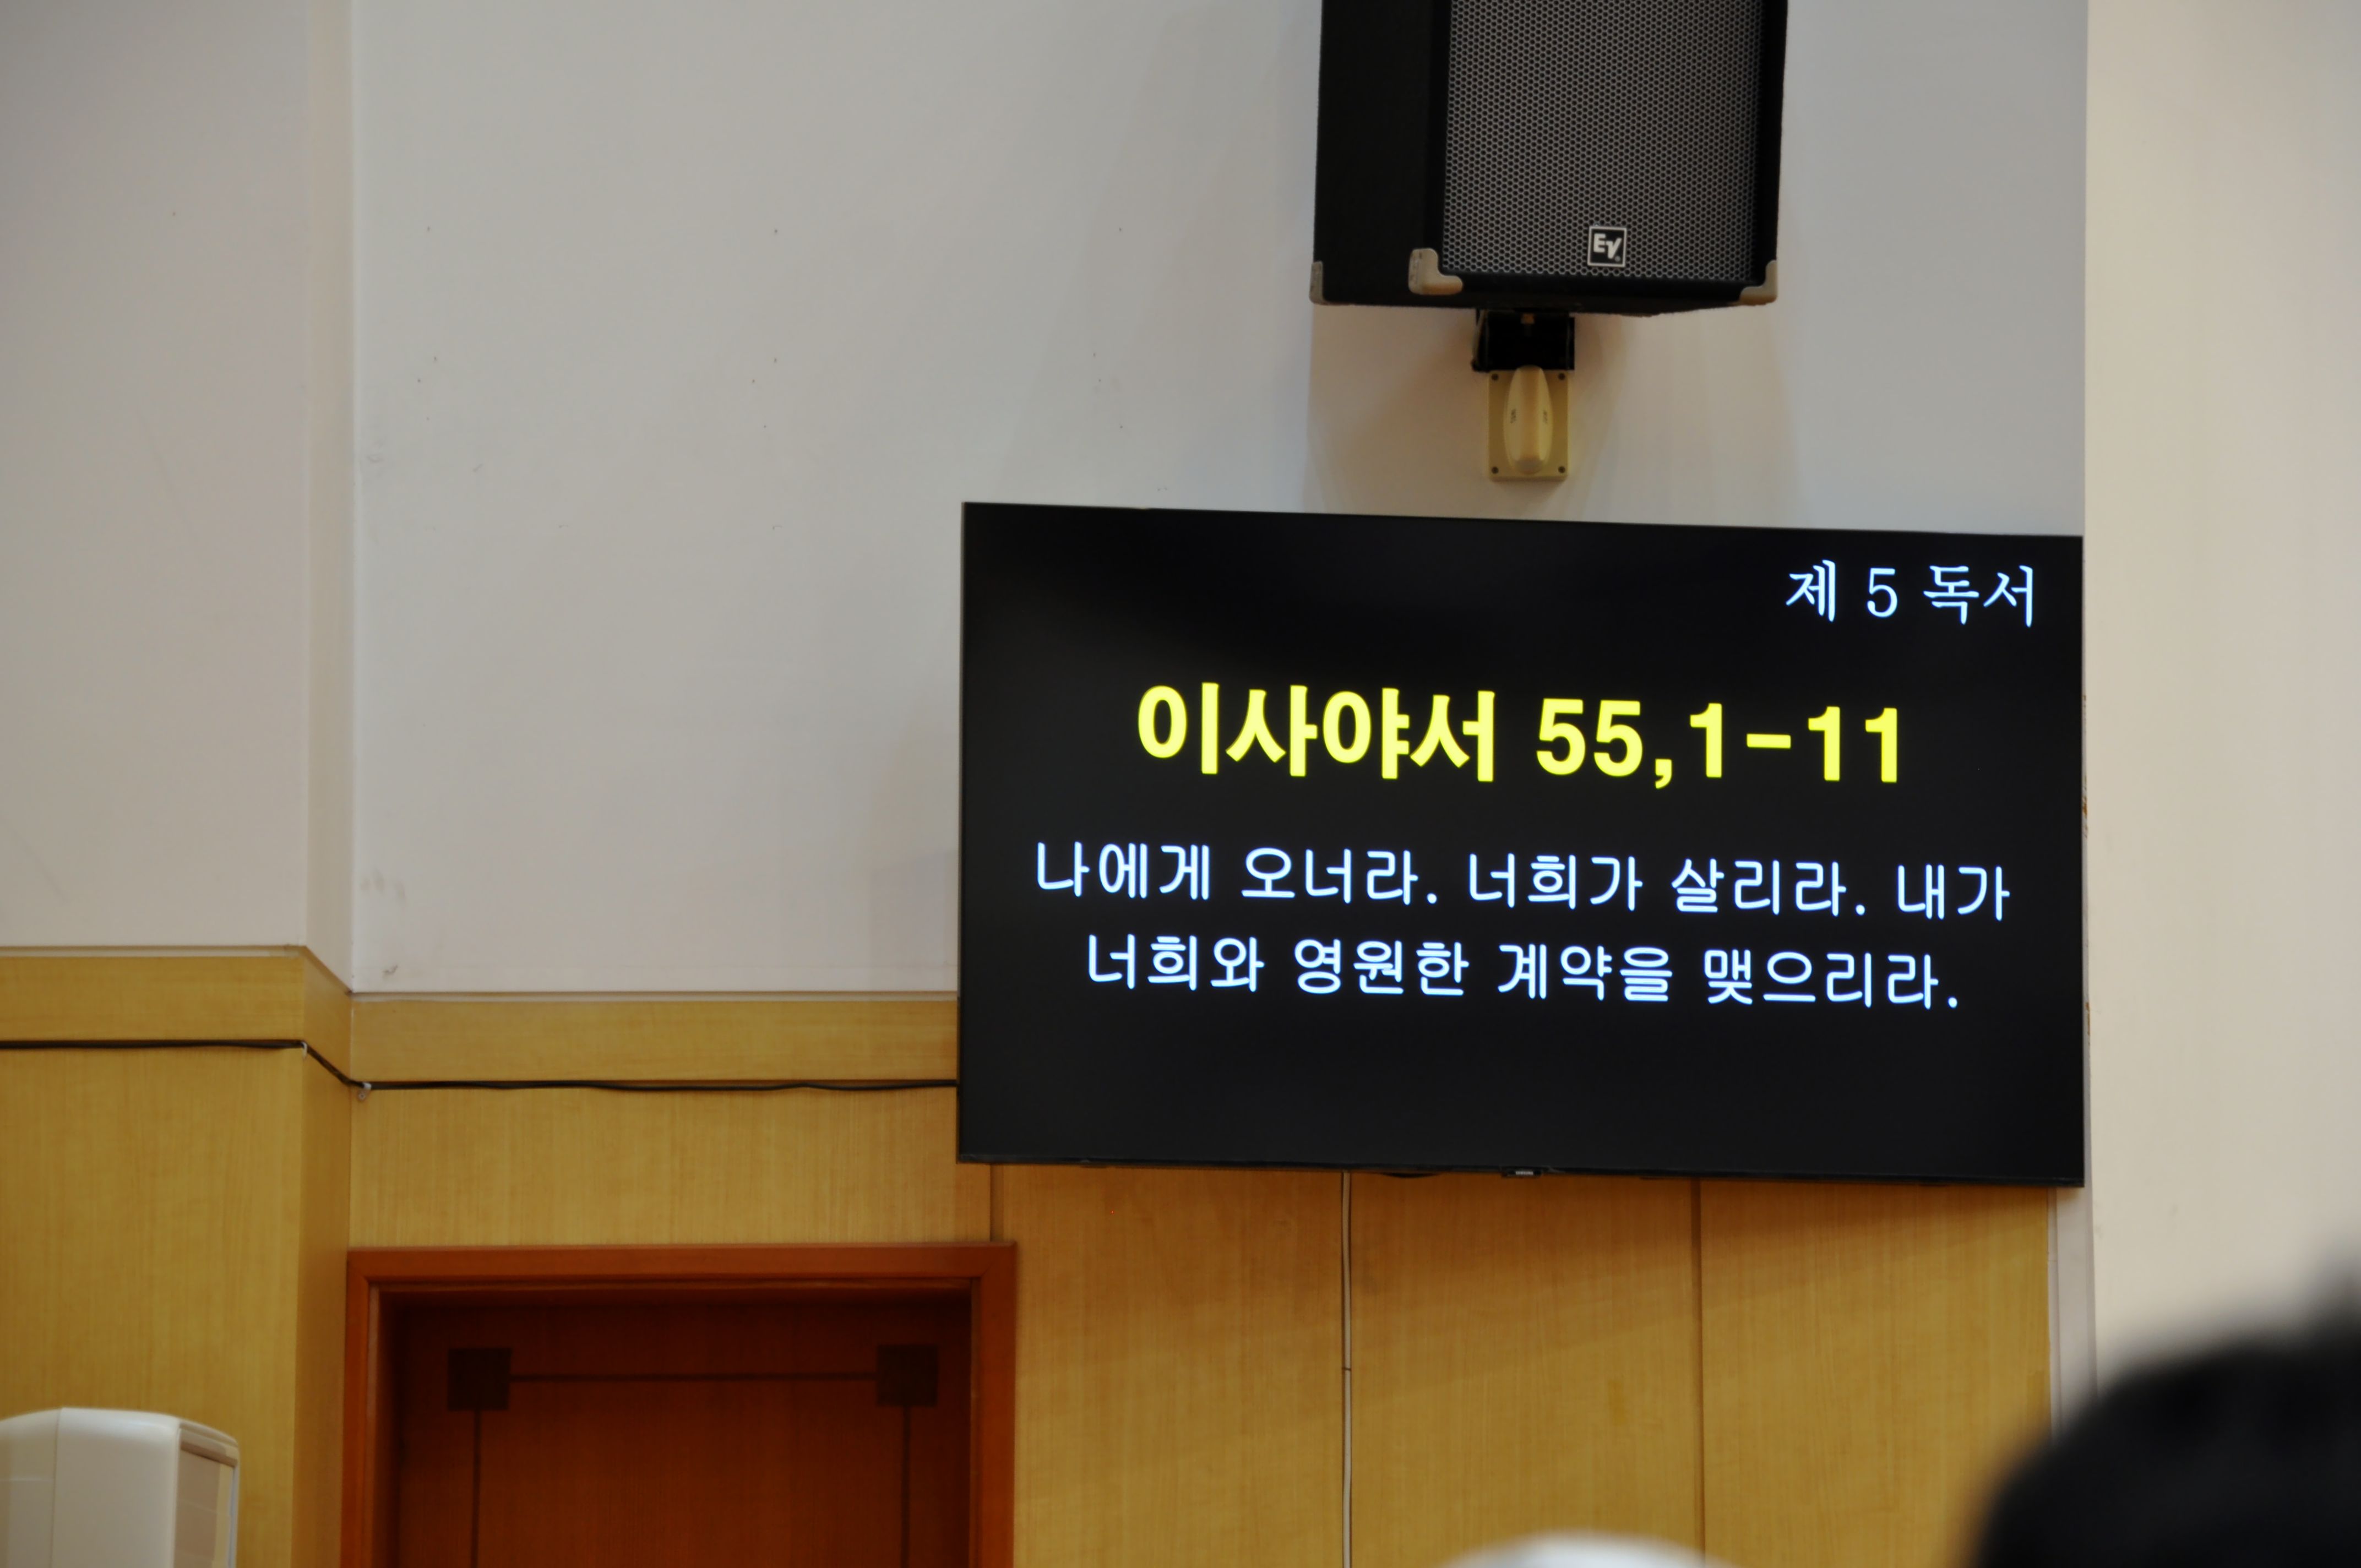 EV
제 5 독서
이사야서 55,1-11
나에게 오너라. 너희가 살리라. 내가
너희와 영원한 계약을 맺으리라.